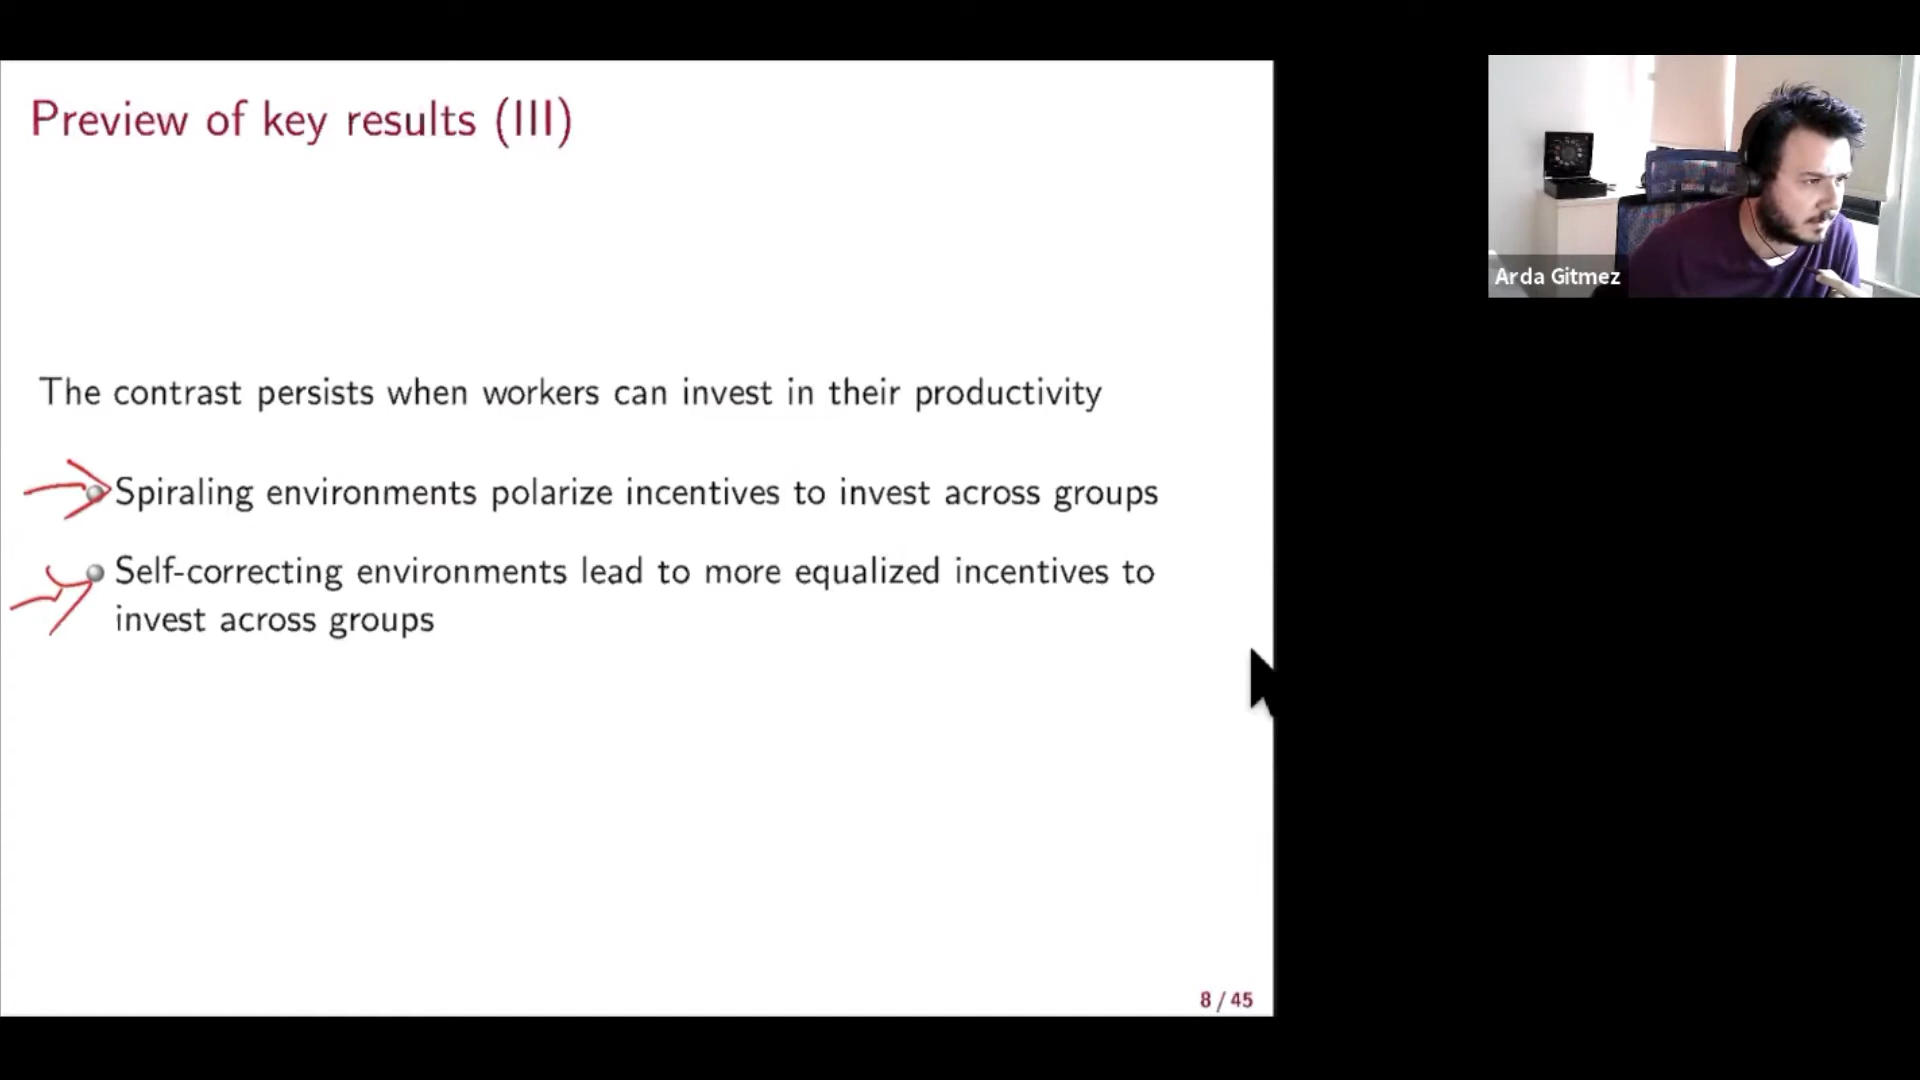 Preview of key results (III)
The contrast persists when workers can invest in their productivity
Spiraling environments polarize incentives to invest across groups
Self-correcting environments lead to more equalized incentives to
invest across groups
8 / 45
Arda Gitmez